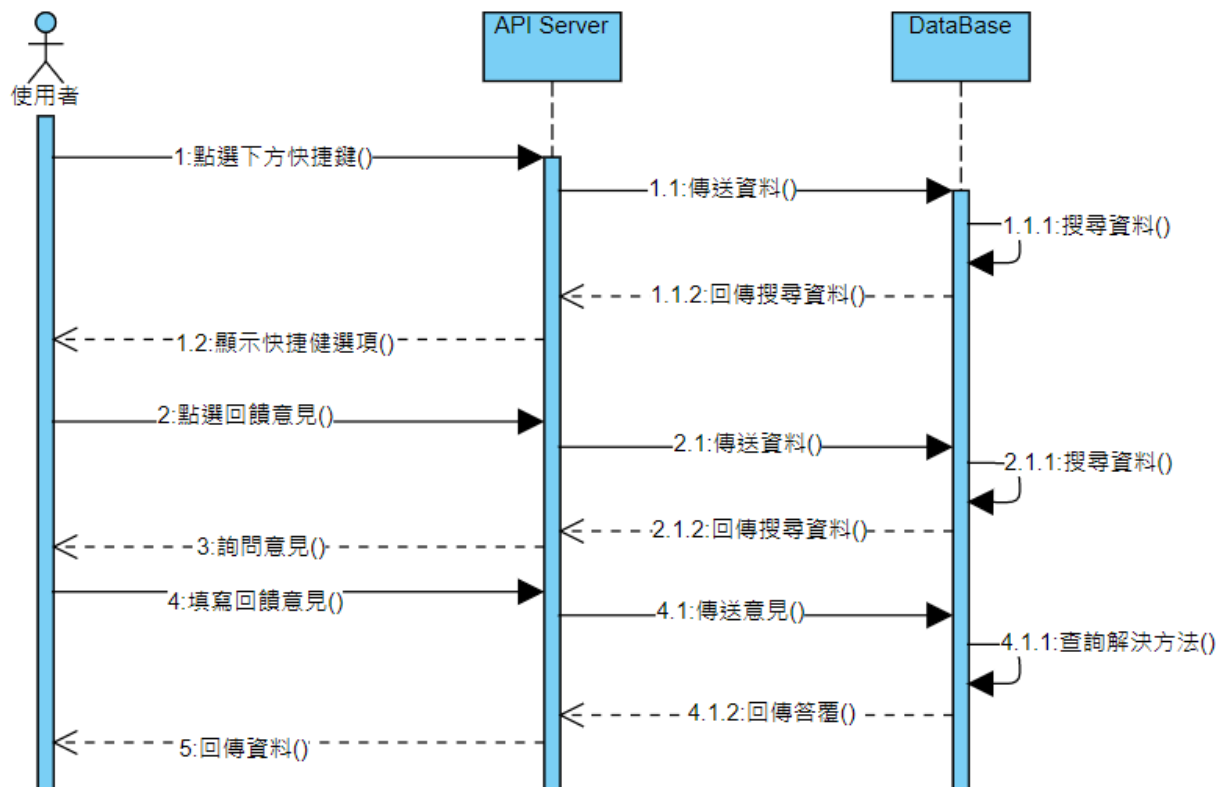 API Server
DataBase
使用者
1:點選下方快捷鍵()
1.1:傳送資料()
1.1.1:搜尋資料()
1.1.2:回傳搜尋資料()
1.2:顯示快捷健選項()
2:點選回饋意見()
2.1:傳送資料()
2.1.1:搜尋資料()
2.1.2:回傳搜尋資料()
3:詢問意見()
4:填寫回饋意見()
4.1:傳送意見()
4.1.1:查詢解決方法()
4.1.2:回傳答覆()
5:回傳資料()